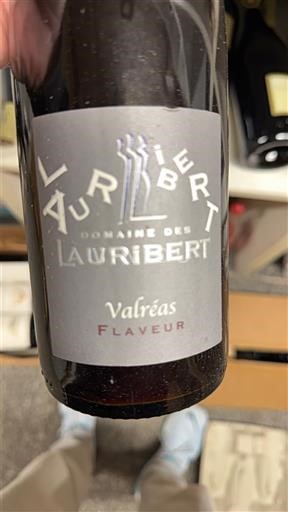 LAURIBERT
DOMAINE DES
LAURIBERT
Valréas
FLAVEUR